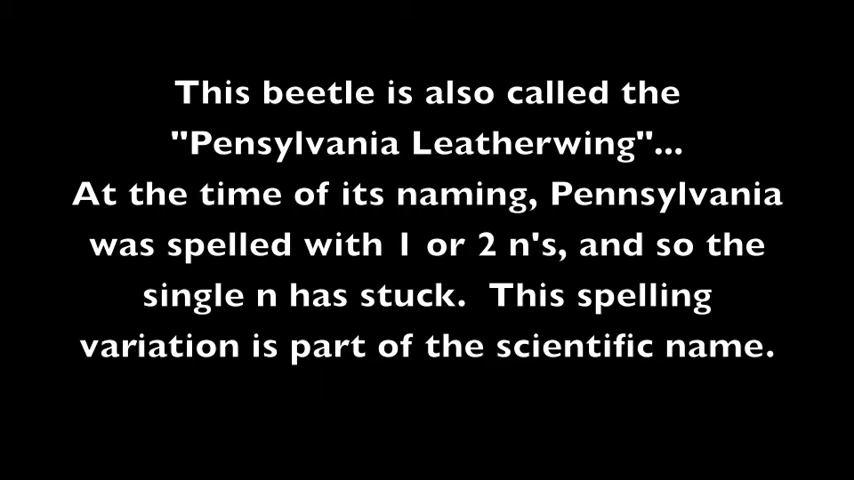 This beetle is also called the
"Pensylvania Leatherwing"...
At the time of its naming, Pennsylvania
was spelled with 1 or 2 n's, and so the
single n has stuck.  This spelling
variation is part of the scientific name.